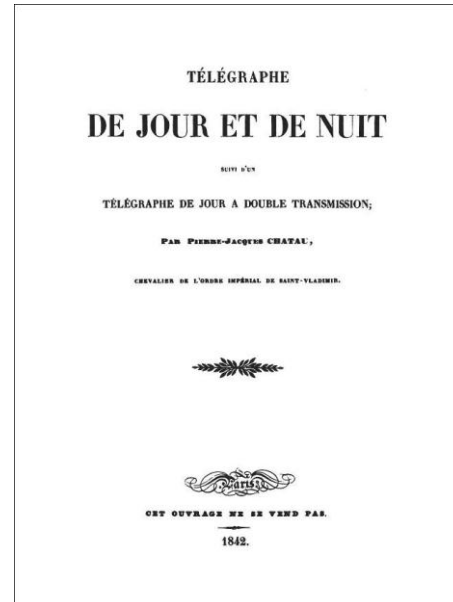 TÉLÉGRAPHE
DE JOUR ET DE NUIT
SUIVI D'UN
TÉLÉGRAPHE DE JOUR A DOUBLE TRANSMISSION;
PAR PIERRE-JACQUES CHATAU,
CHEVALIER DE L'ORDRE IMPÉRIAL DE SAINT-VLADIMIR.
Paris
CET OUVRAGE NE SE VEND PAS.
1842.